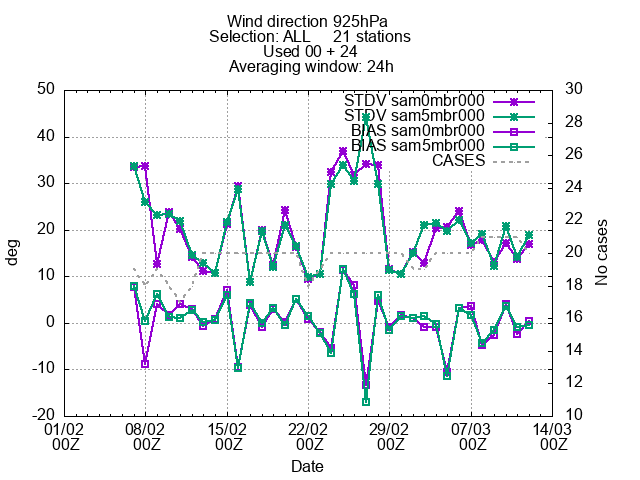 Wind direction 925hPa
Selection: ALL 21 stations
Used 00 + 24
Averaging window: 24h
STDV sam0mbr000
STDV sam5mbr000
BIAS sam0mbr000
BIAS sam5mbr000
CASES
deg
50
40
30
20
10
0
-10
-20
No cases
30
28
26
24
22
20
18
16
14
12
10
01/02 08/02 15/02 22/02 29/02 07/03 14/03
00Z 00Z 00Z 00Z 00Z 00Z 00Z
Date